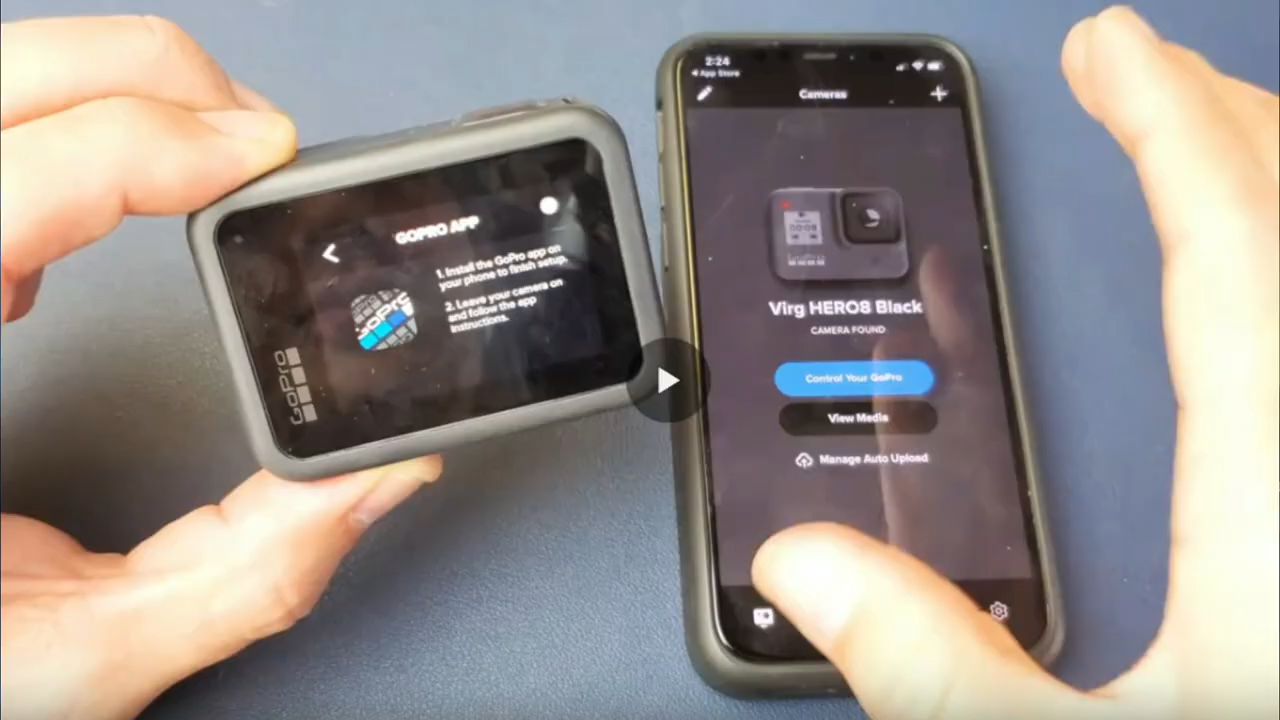 GOPRO APP
1. Install the GoPro app on
your phone to finish setup.
2. Leave your camera on
and follow the app
instructions.
GoPro
GoPro
2:24
App Store
Cameras
GoPro
Virg HERO8 Black
CAMERA FOUND
Control Your GoPro
View Media
Manage Auto Upload